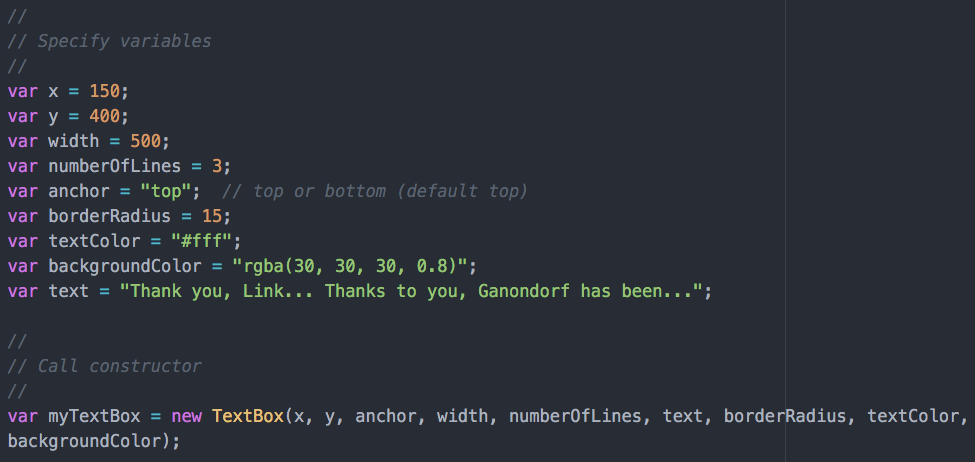 //
// Specify variables
//
var x = 150;
var y = 400;
var width = 500;
var numberOfLines = 3;
var anchor = "top";  // top or bottom (default top)
var borderRadius = 15;
var textColor = "#fff";
var backgroundColor = "rgba(30, 30, 30, 0.8)";
var text = "Thank you, Link... Thanks to you, Ganondorf has been...";

//
// Call constructor
//
var myTextBox = new TextBox(x, y, anchor, width, numberOfLines, text, borderRadius, textColor,
backgroundColor);